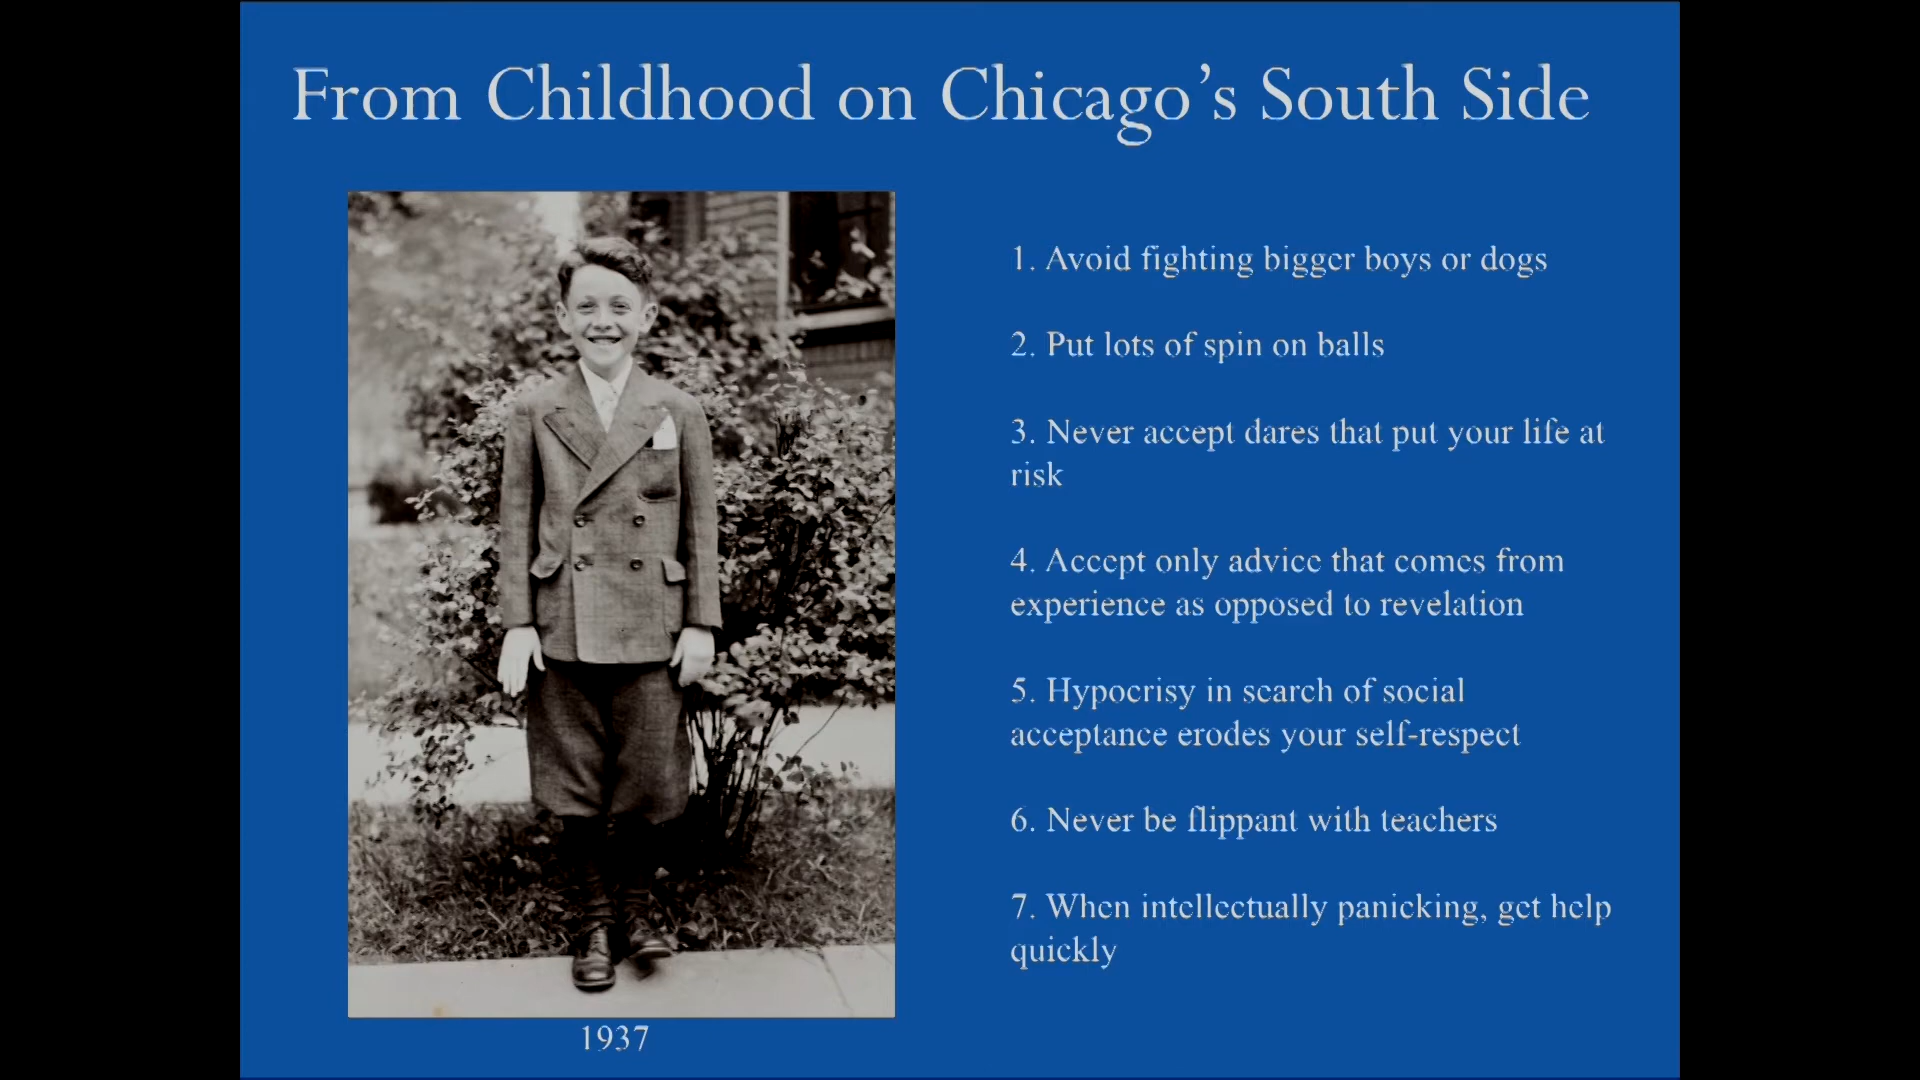 From Childhood on Chicago’s South Side
1. Avoid fighting bigger boys or dogs
2. Put lots of spin on balls
3. Never accept dares that put your life at
risk
4. Accept only advice that comes from
experience as opposed to revelation
5. Hypocrisy in search of social
acceptance erodes your self-respect
6. Never be flippant with teachers
7. When intellectually panicking, get help
quickly
1937